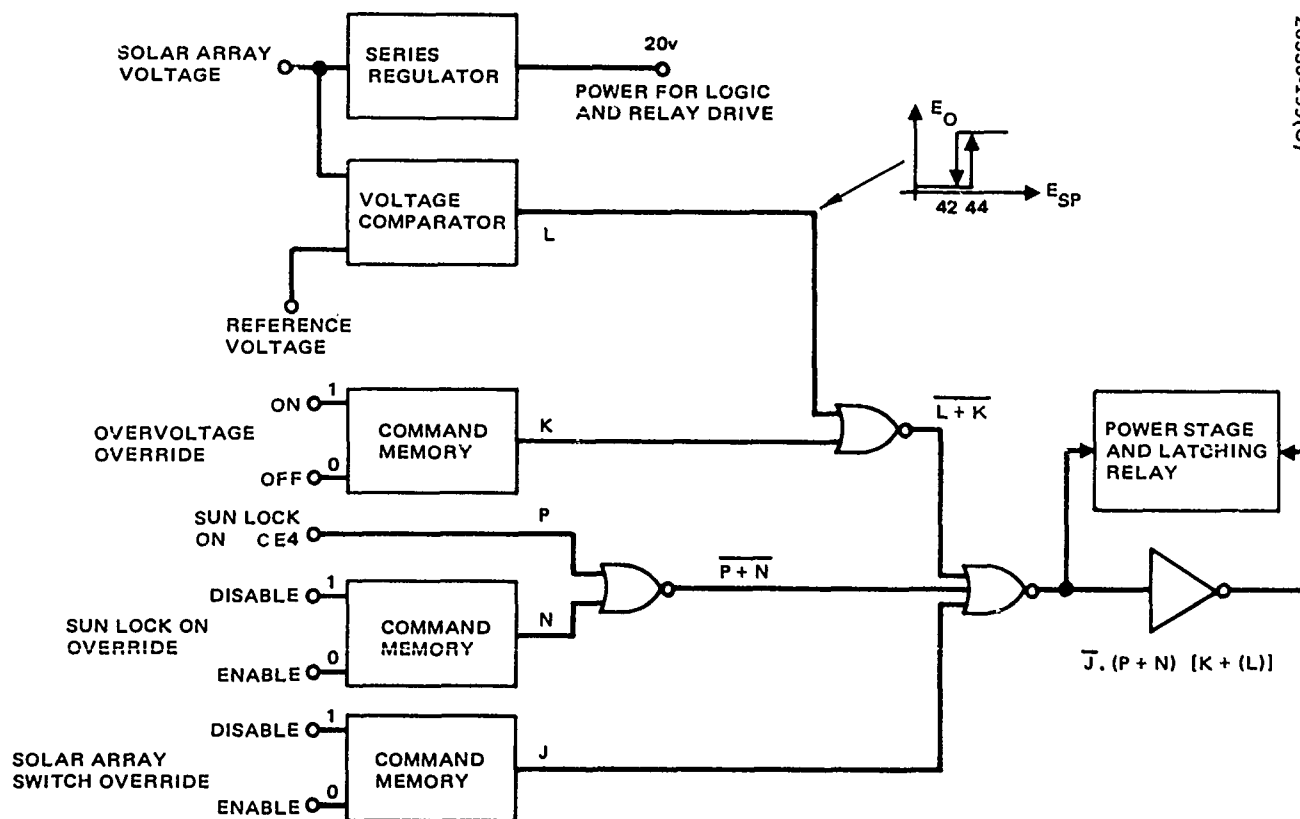 SOLAR ARRAY
VOLTAGE
SERIES
REGULATOR
20v
POWER FOR LOGIC
AND RELAY DRIVE
VOLTAGE
COMPARATOR
L
E_O
E_SP
42 44
REFERENCE
VOLTAGE
OVERVOLTAGE
OVERRIDE
ON
1
OFF
0
COMMAND
MEMORY
K
L + K
POWER STAGE
AND LATCHING
RELAY
SUN LOCK
ON CE4
P
P + N
SUN LOCK ON
OVERRIDE
DISABLE
1
ENABLE
0
COMMAND
MEMORY
N
J̅. (P + N) [K + (L)]
SOLAR ARRAY
SWITCH OVERRIDE
DISABLE
1
ENABLE
0
COMMAND
MEMORY
J